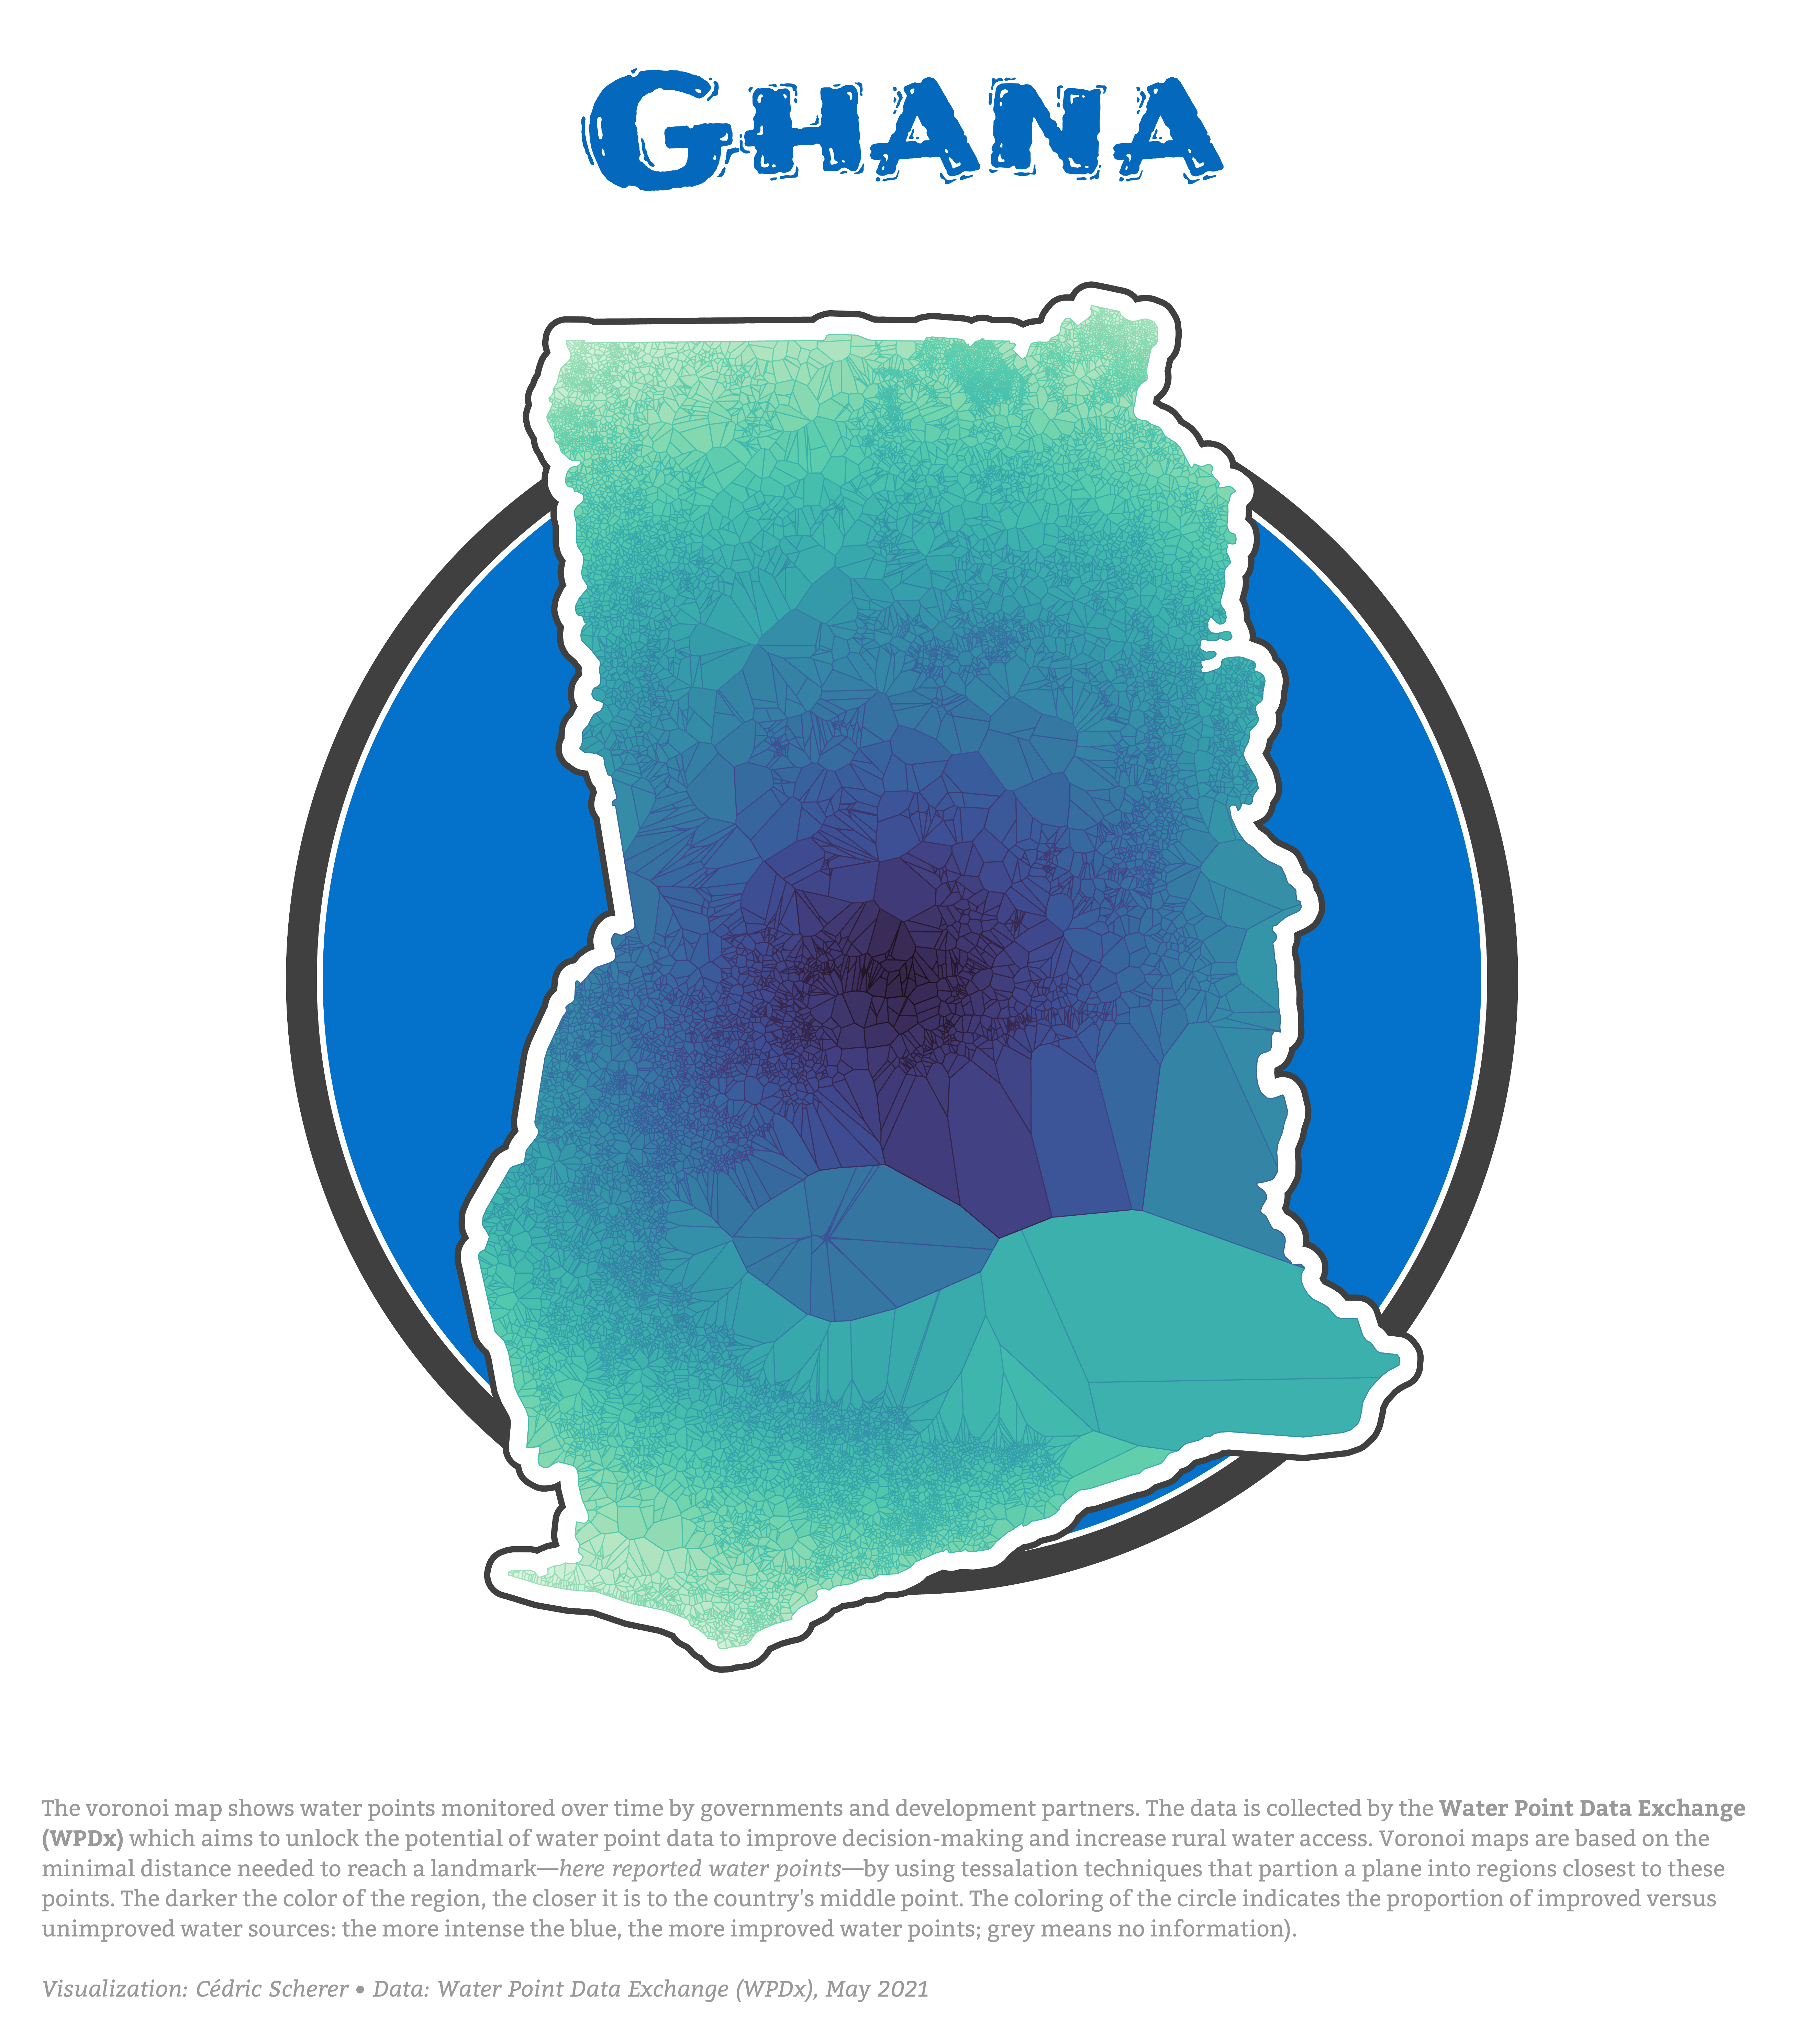 Ghana
The voronoi map shows water points monitored over time by governments and development partners. The data is collected by the Water Point Data Exchange
(WPDx) which aims to unlock the potential of water point data to improve decision-making and increase rural water access. Voronoi maps are based on the
minimal distance needed to reach a landmark—here reported water points—by using tessalation techniques that partion a plane into regions closest to these
points. The darker the color of the region, the closer it is to the country's middle point. The coloring of the circle indicates the proportion of improved versus
unimproved water sources: the more intense the blue, the more improved water points; grey means no information).
Visualization: Cédric Scherer • Data: Water Point Data Exchange (WPDx), May 2021